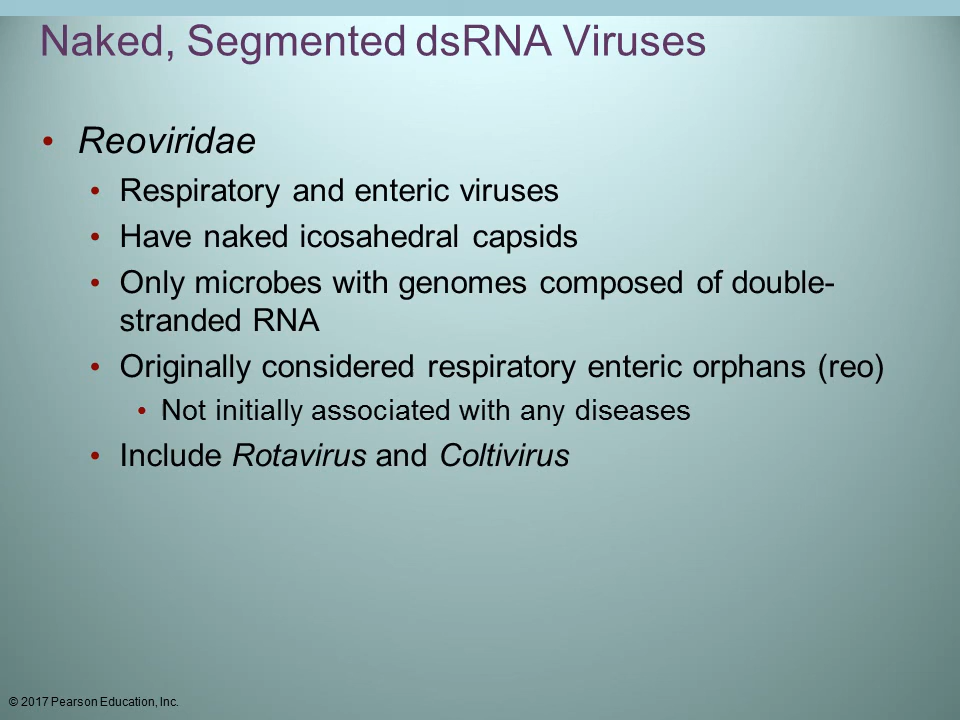 Naked, Segmented dsRNA Viruses
• Reoviridae
• Respiratory and enteric viruses
• Have naked icosahedral capsids
• Only microbes with genomes composed of double-
stranded RNA
• Originally considered respiratory enteric orphans (reo)
• Not initially associated with any diseases
• Include Rotavirus and Coltivirus
© 2017 Pearson Education, Inc.